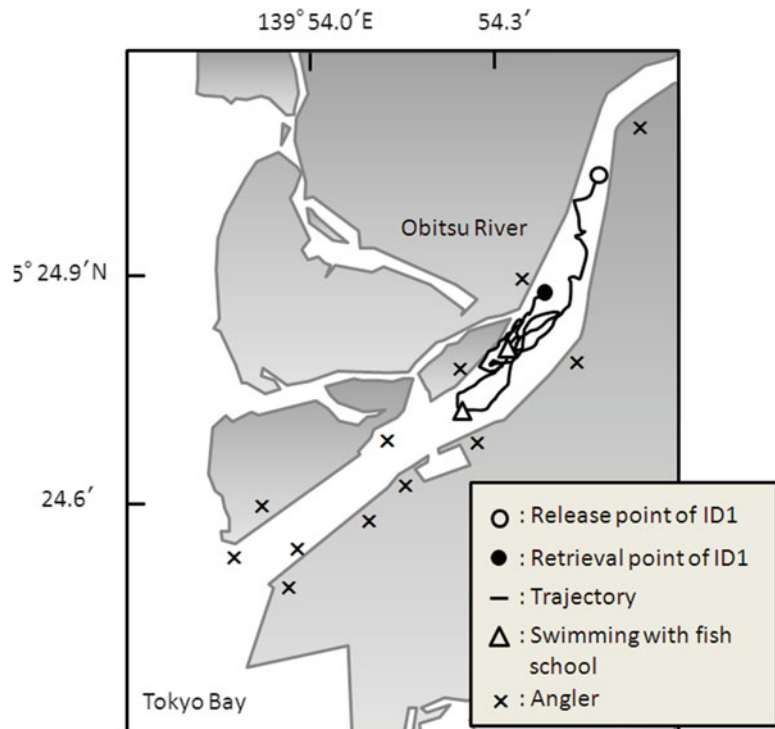 139° 54.0′ E 54.3′
Obitsu River
5° 24.9′ N
24.6′
: Release point of ID1
: Retrieval point of ID1
: Trajectory
: Swimming with fish
school
: Angler
Tokyo Bay